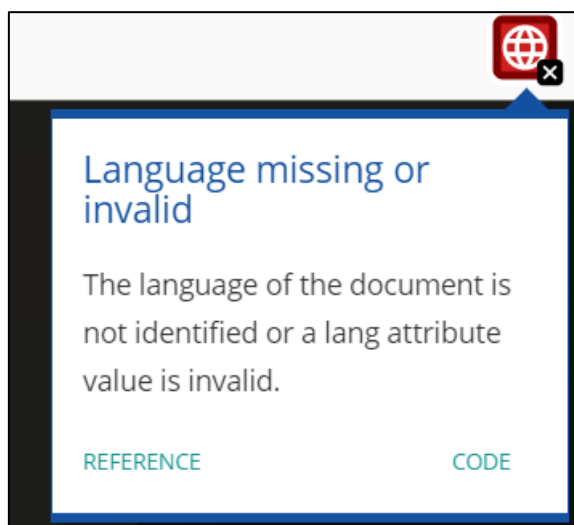 Language missing or
invalid
The language of the document is
not identified or a lang attribute
value is invalid.
REFERENCE CODE